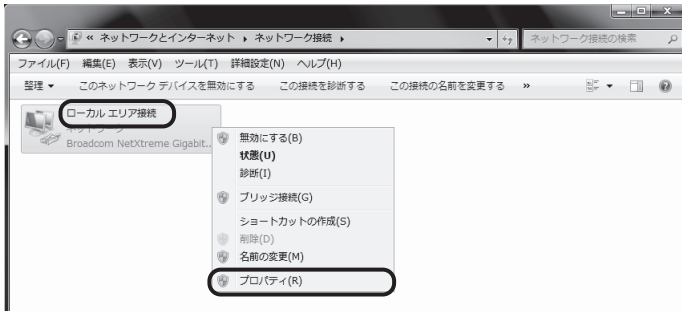 « ネットワークとインターネット ▸ ネットワーク接続 ▸ ネットワーク接続の検索
ファイル(F) 編集(E) 表示(V) ツール(T) 詳細設定(N) ヘルプ(H)
整理 ▼ このネットワーク デバイスを無効にする この接続を診断する この接続の名前を変更する »
ローカル エリア接続
ネットワーク
Broadcom NetXtreme Gigabit...
無効にする(B)
状態(U)
診断(I)
ブリッジ接続(G)
ショートカットの作成(S)
削除(D)
名前の変更(M)
プロパティ(R)